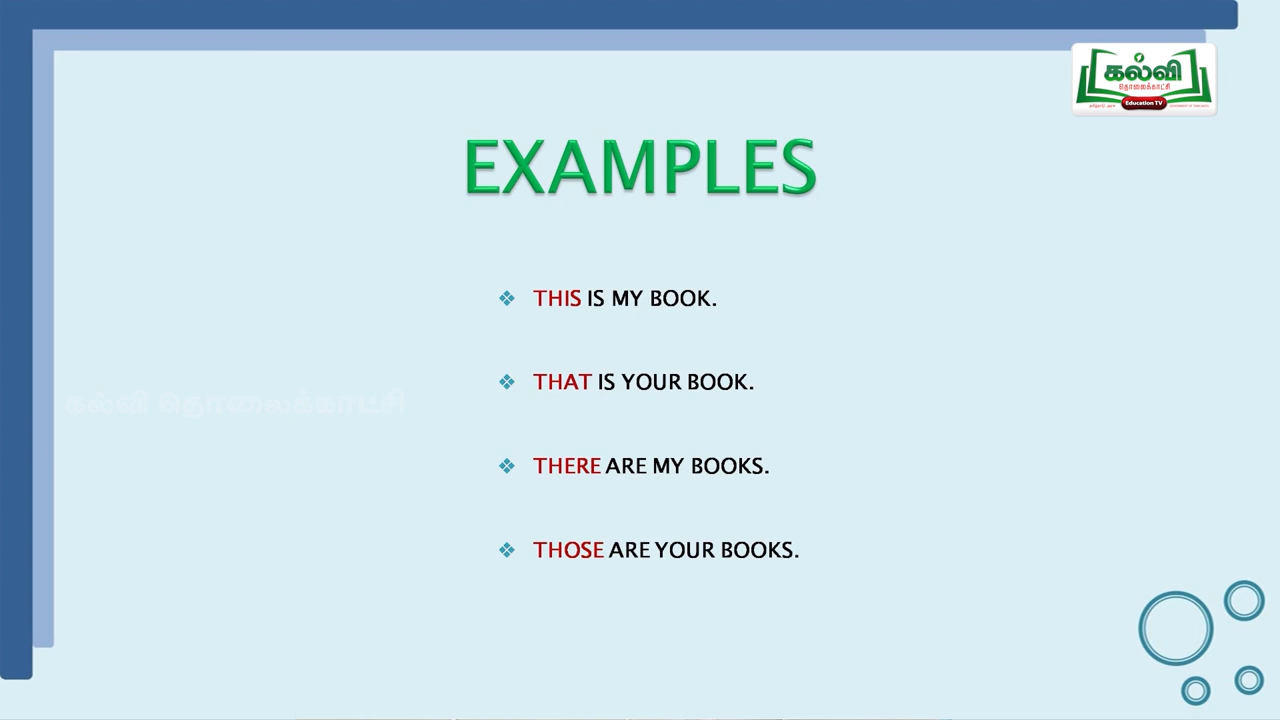 கல்வி
தொலைக்காட்சி
Education TV
EXAMPLES
❖ THIS IS MY BOOK.
❖ THAT IS YOUR BOOK.
கல்வி தொலைக்காட்சி
❖ THERE ARE MY BOOKS.
❖ THOSE ARE YOUR BOOKS.